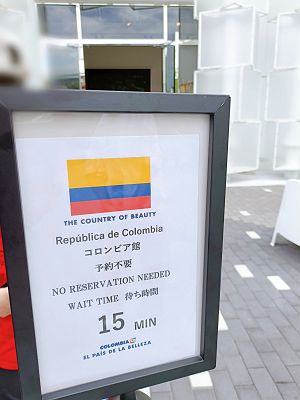 THE COUNTRY OF BEAUTY
República de Colombia
コロンビア館
予約不要
NO RESERVATION NEEDED
WAIT TIME 待ち時間
15 MIN
COLOMBIA
EL PAÍS DE LA BELLEZA